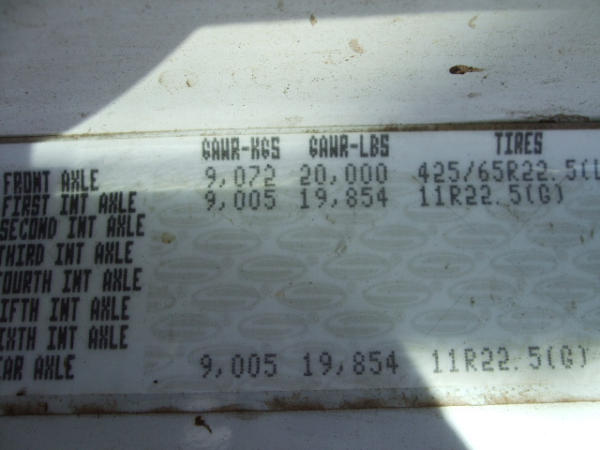 GAWR-KGS GAWR-LBS TIRES
FRONT AXLE 9,072 20,000 425/65R22.5(L
FIRST INT AXLE 9,005 19,854 11R22.5(G)
SECOND INT AXLE
THIRD INT AXLE
FOURTH INT AXLE
IFTH INT AXLE
IXTH INT AXLE
EAR AXLE 9,005 19,854 11R22.5(G)